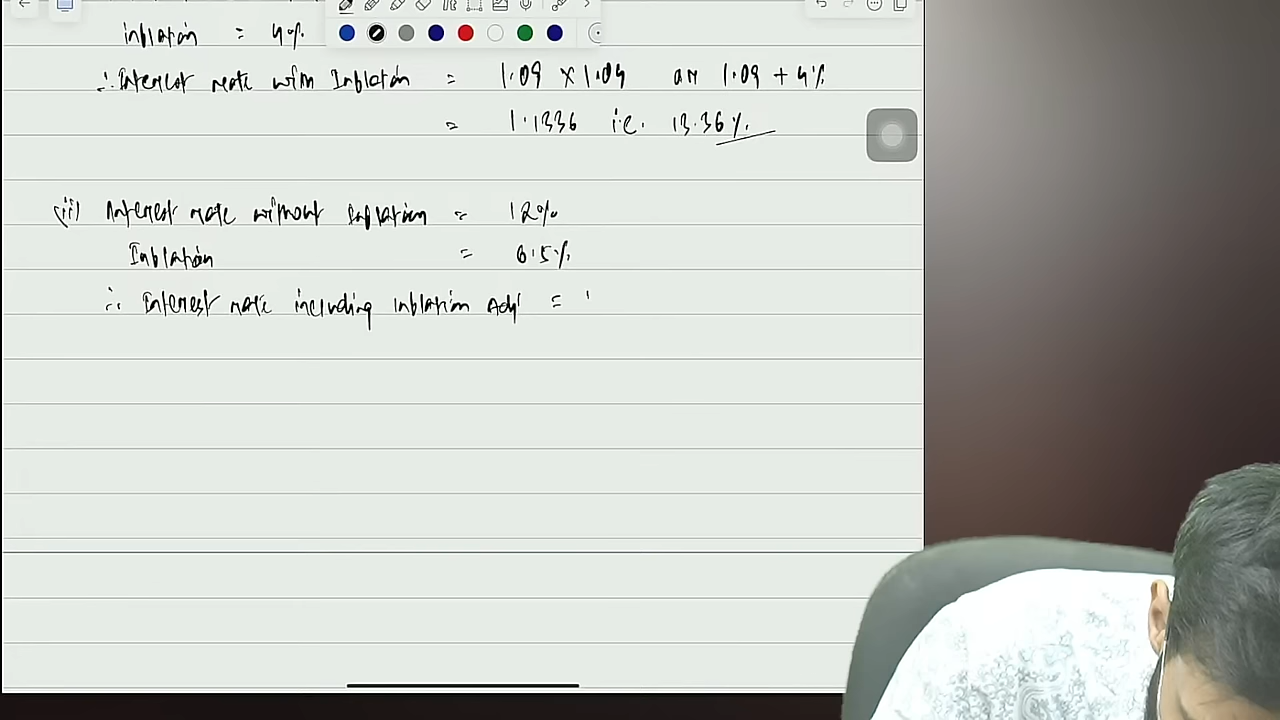 inflation = 4%
∴ Interest rate with Inflation = 1.09 × 1.04 or 1.09 + 4%
= 1.1336 i.e. 13.36%.
(ii) Interest rate without Inflation = 12%
Inflation = 6.5%
∴ Interest rate including inflation Adj =